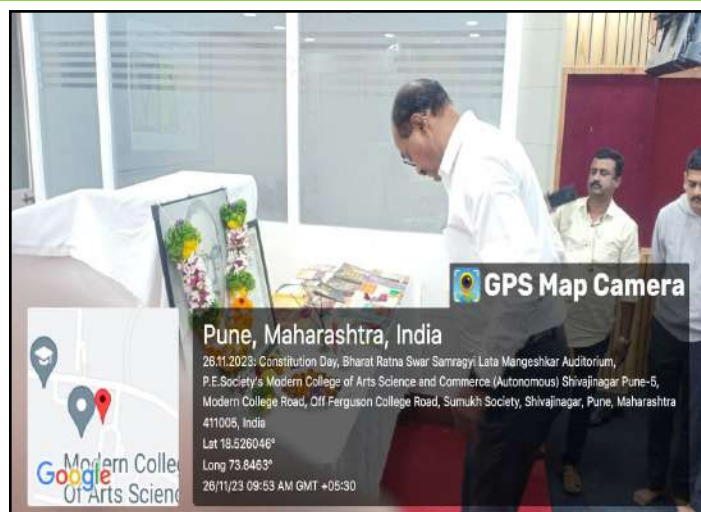 GPS Map Camera
Pune, Maharashtra, India
26.11.2023: Constitution Day, Bharat Ratna Swar Samragyi Lata Mangeshkar Auditorium,
P.E.Society's Modern College of Arts Science and Commerce (Autonomous) Shivajinagar Pune-5,
Modern College Road, Off Ferguson College Road, Sumukh Society, Shivajinagar, Pune, Maharashtra
411005, India
Lat 18.526046°
Long 73.8463°
26/11/23 09:53 AM GMT +05:30
Modern Colle
Of Arts Scienc
Google